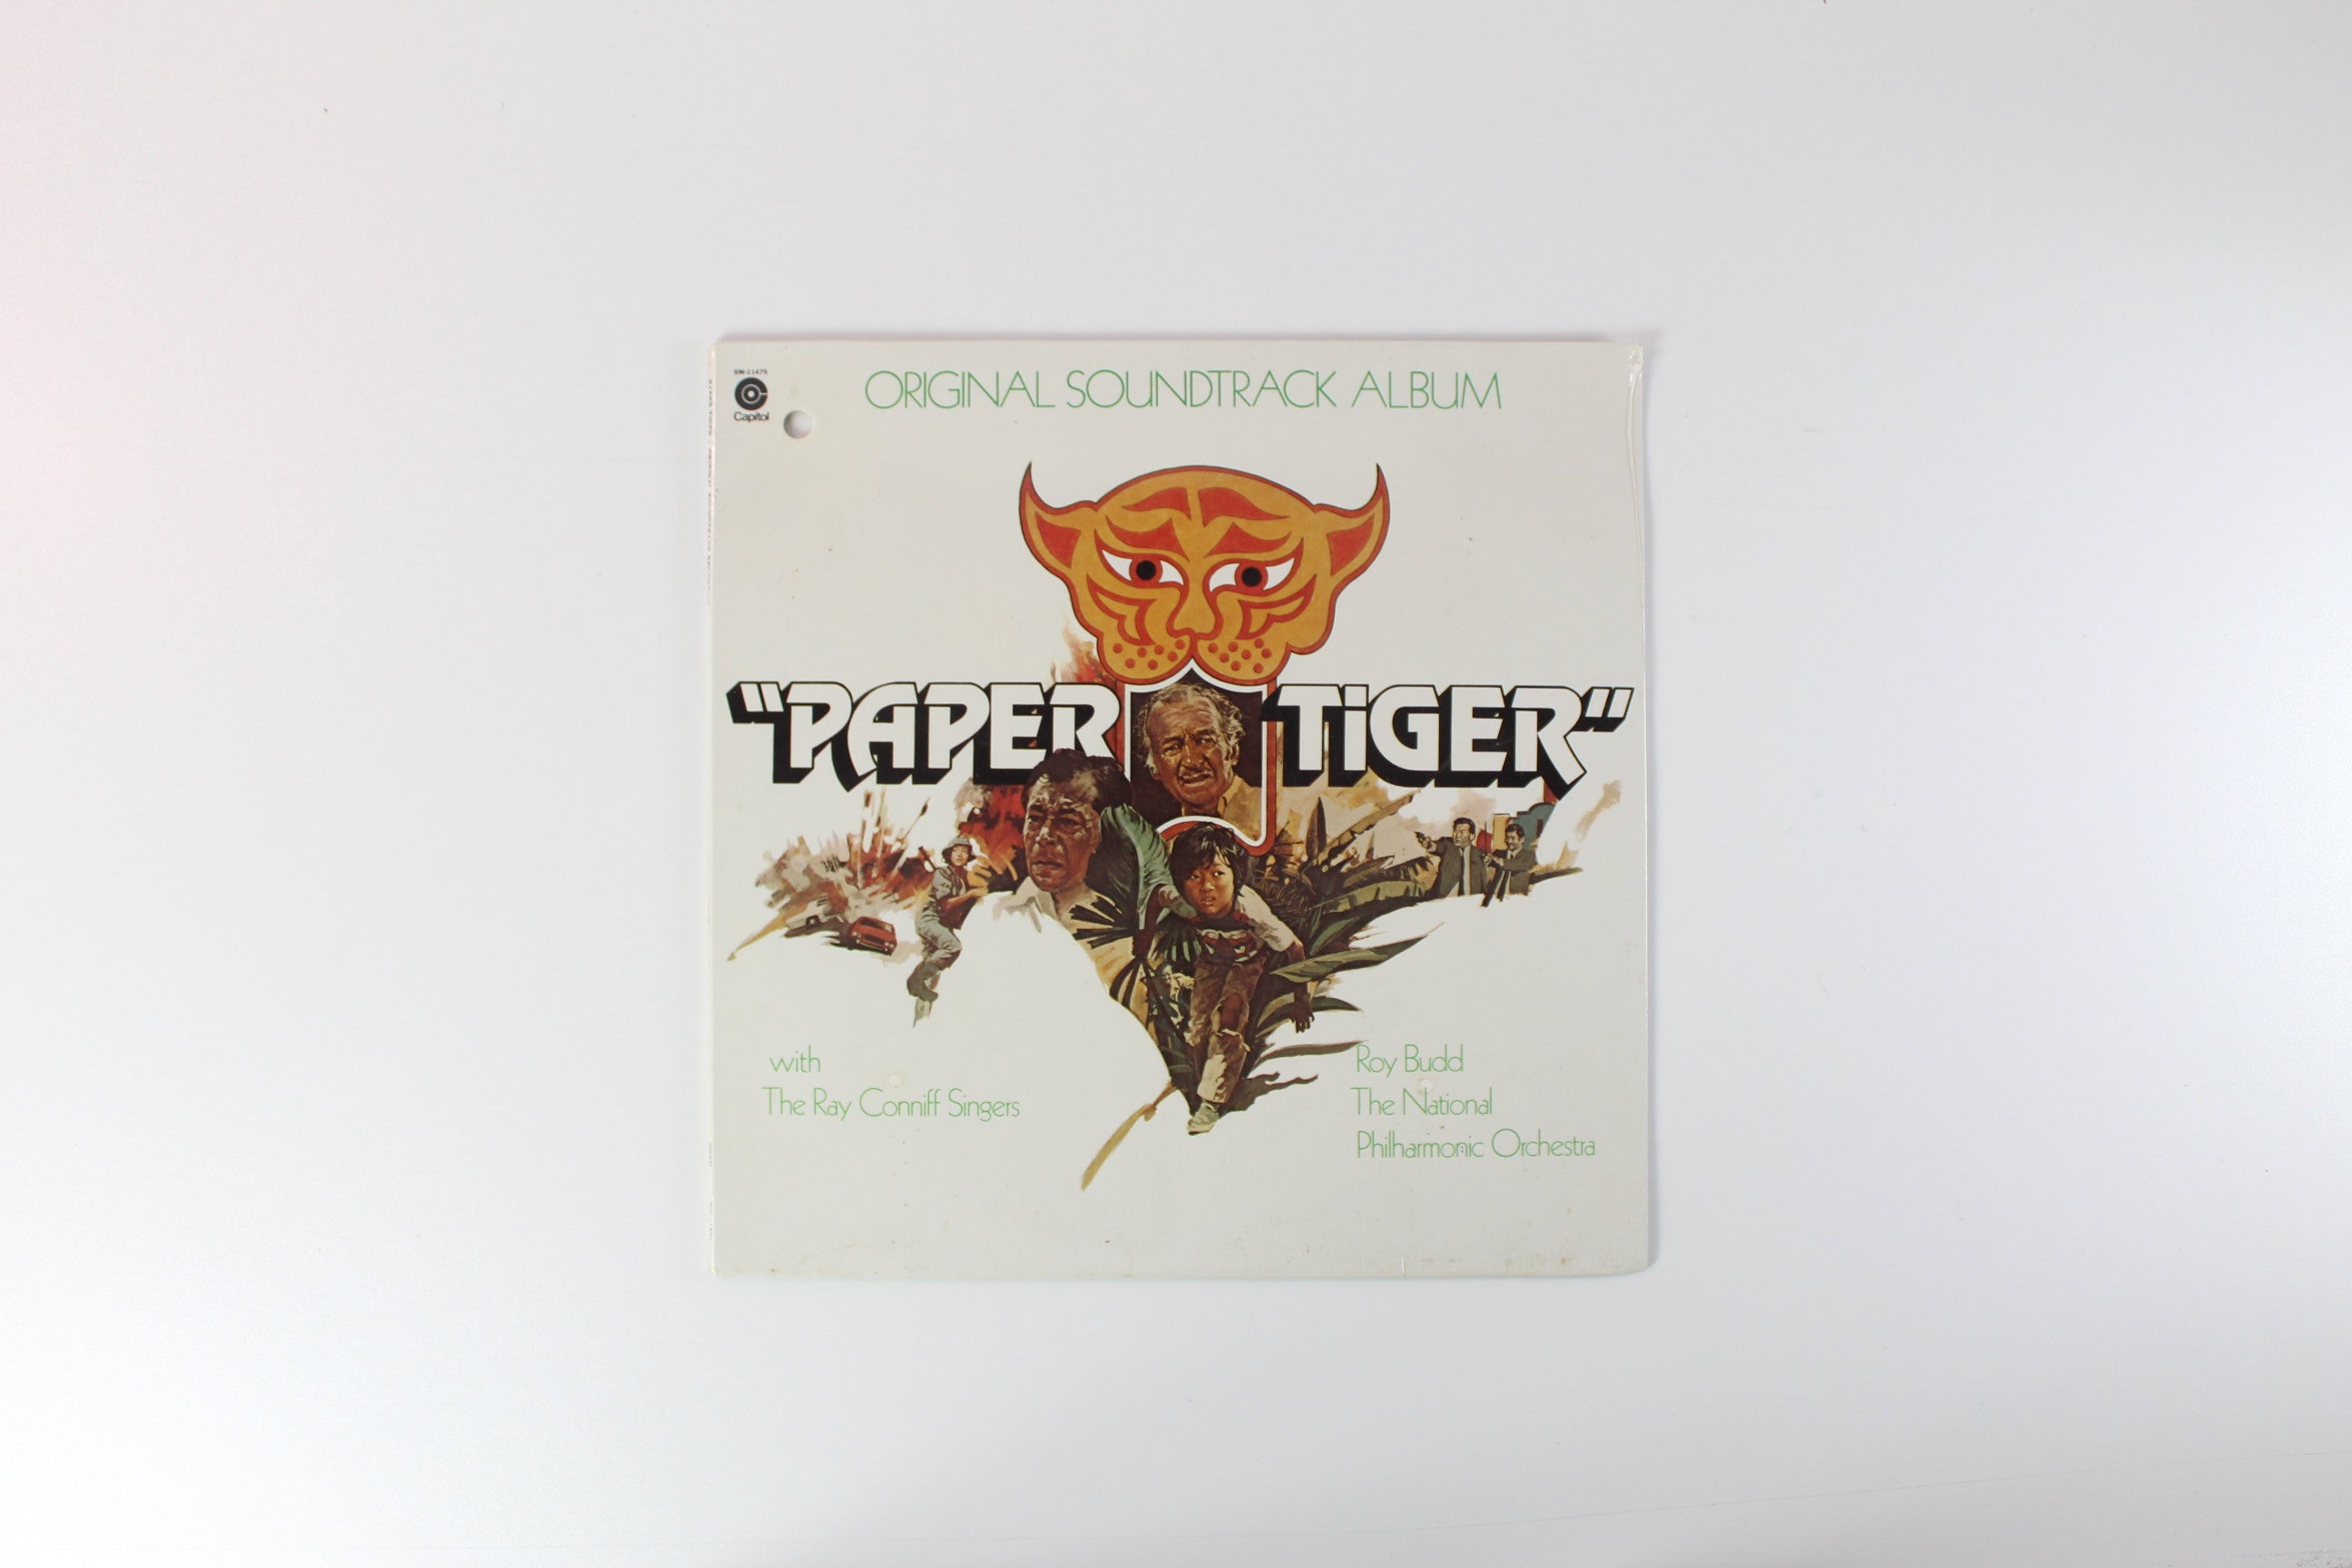 SW-11475
Capitol
ORIGINAL SOUNDTRACK ALBUM
"PAPER TiGER"
with
The Ray Conniff Singers
Roy Budd
The National
Philharmonic Orchestra